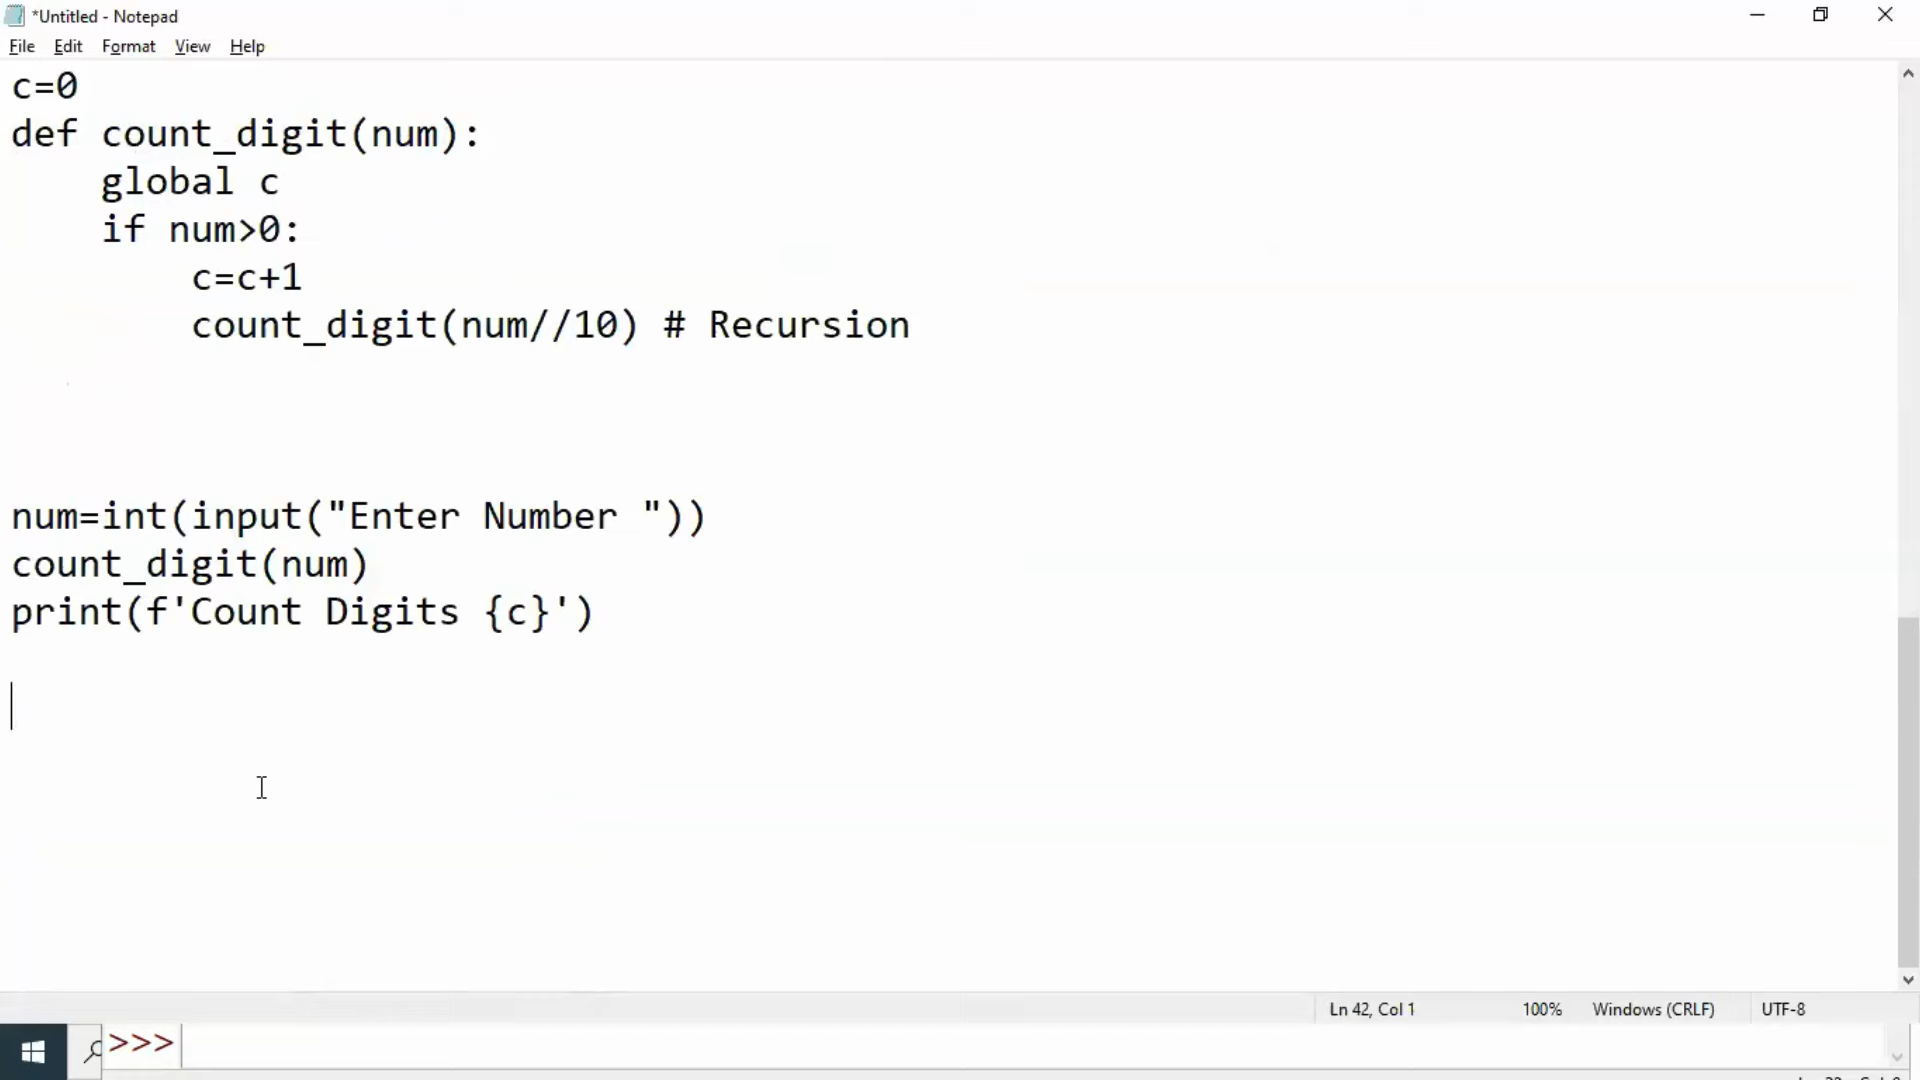 *Untitled - Notepad
File Edit Format View Help
c=0
def count_digit(num):
    global c
    if num>0:
        c=c+1
        count_digit(num//10) # Recursion
num=int(input("Enter Number "))
count_digit(num)
print(f'Count Digits {c}')
Ln 42, Col 1 100% Windows (CRLF) UTF-8
>>>